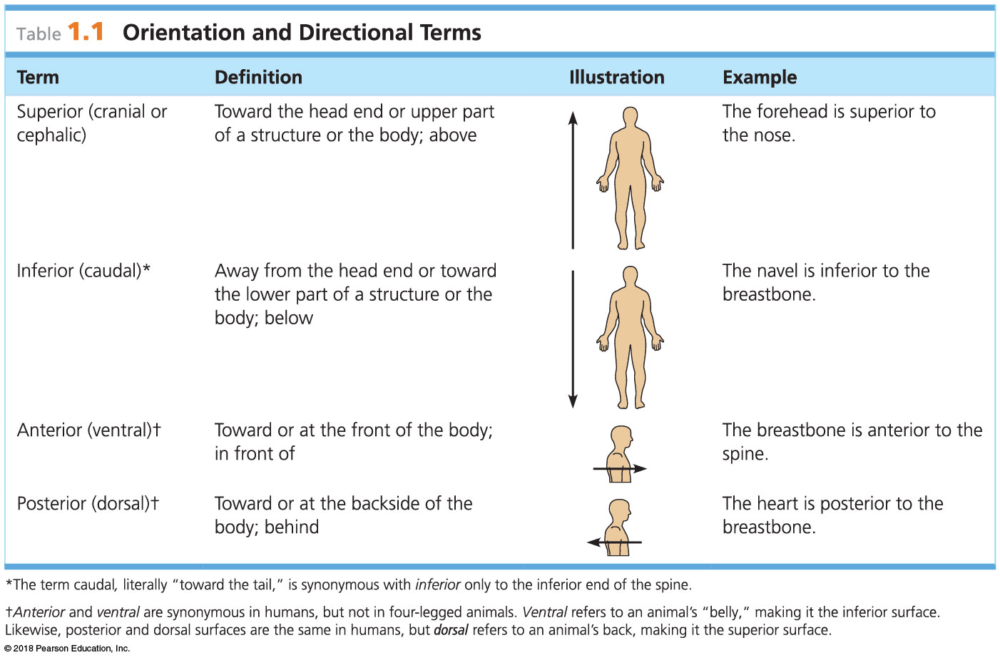 Table 1.1 Orientation and Directional Terms
Term Definition Illustration Example
Superior (cranial or
cephalic)
Toward the head end or upper part
of a structure or the body; above
The forehead is superior to
the nose.
Inferior (caudal)*
Away from the head end or toward
the lower part of a structure or the
body; below
The navel is inferior to the
breastbone.
Anterior (ventral)†
Toward or at the front of the body;
in front of
The breastbone is anterior to the
spine.
Posterior (dorsal)†
Toward or at the backside of the
body; behind
The heart is posterior to the
breastbone.
*The term caudal, literally “toward the tail,” is synonymous with inferior only to the inferior end of the spine.
†Anterior and ventral are synonymous in humans, but not in four-legged animals. Ventral refers to an animal’s “belly,” making it the inferior surface.
Likewise, posterior and dorsal surfaces are the same in humans, but dorsal refers to an animal’s back, making it the superior surface.
© 2018 Pearson Education, Inc.